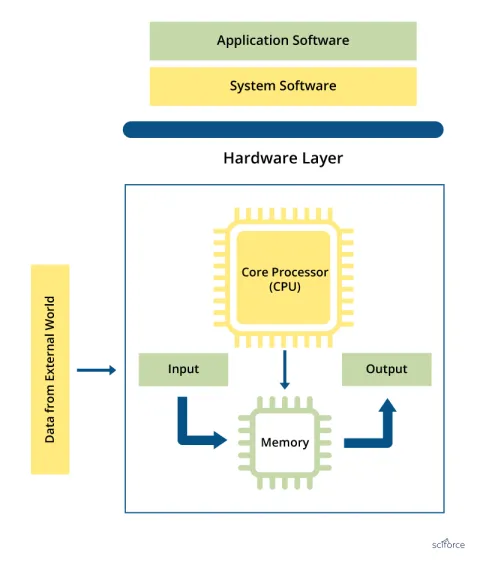 Application Software
System Software
Hardware Layer
Core Processor
(CPU)
Data from External World
Input
Output
Memory
sciforce